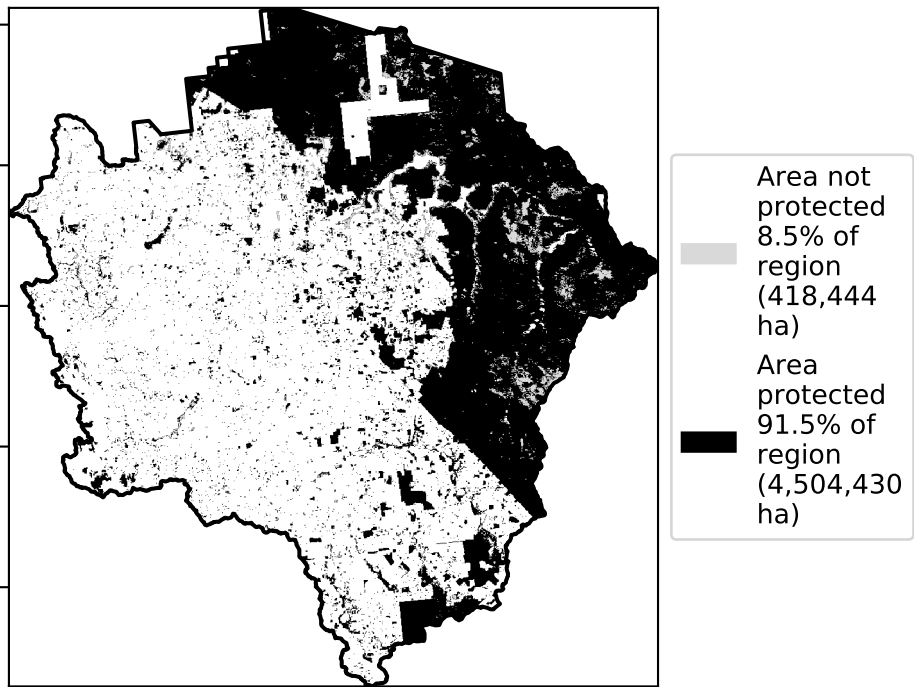 Area not
protected
8.5% of
region
(418,444
ha)
Area
protected
91.5% of
region
(4,504,430
ha)